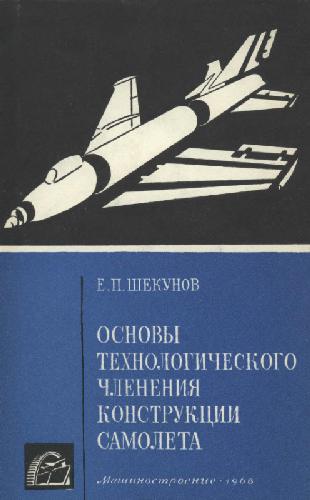 Е.П. ШЕКУНОВ
ОСНОВЫ
ТЕХНОЛОГИЧЕСКОГО
ЧЛЕНЕНИЯ
КОНСТРУКЦИИ
САМОЛЕТА
Машиностроение · 1968